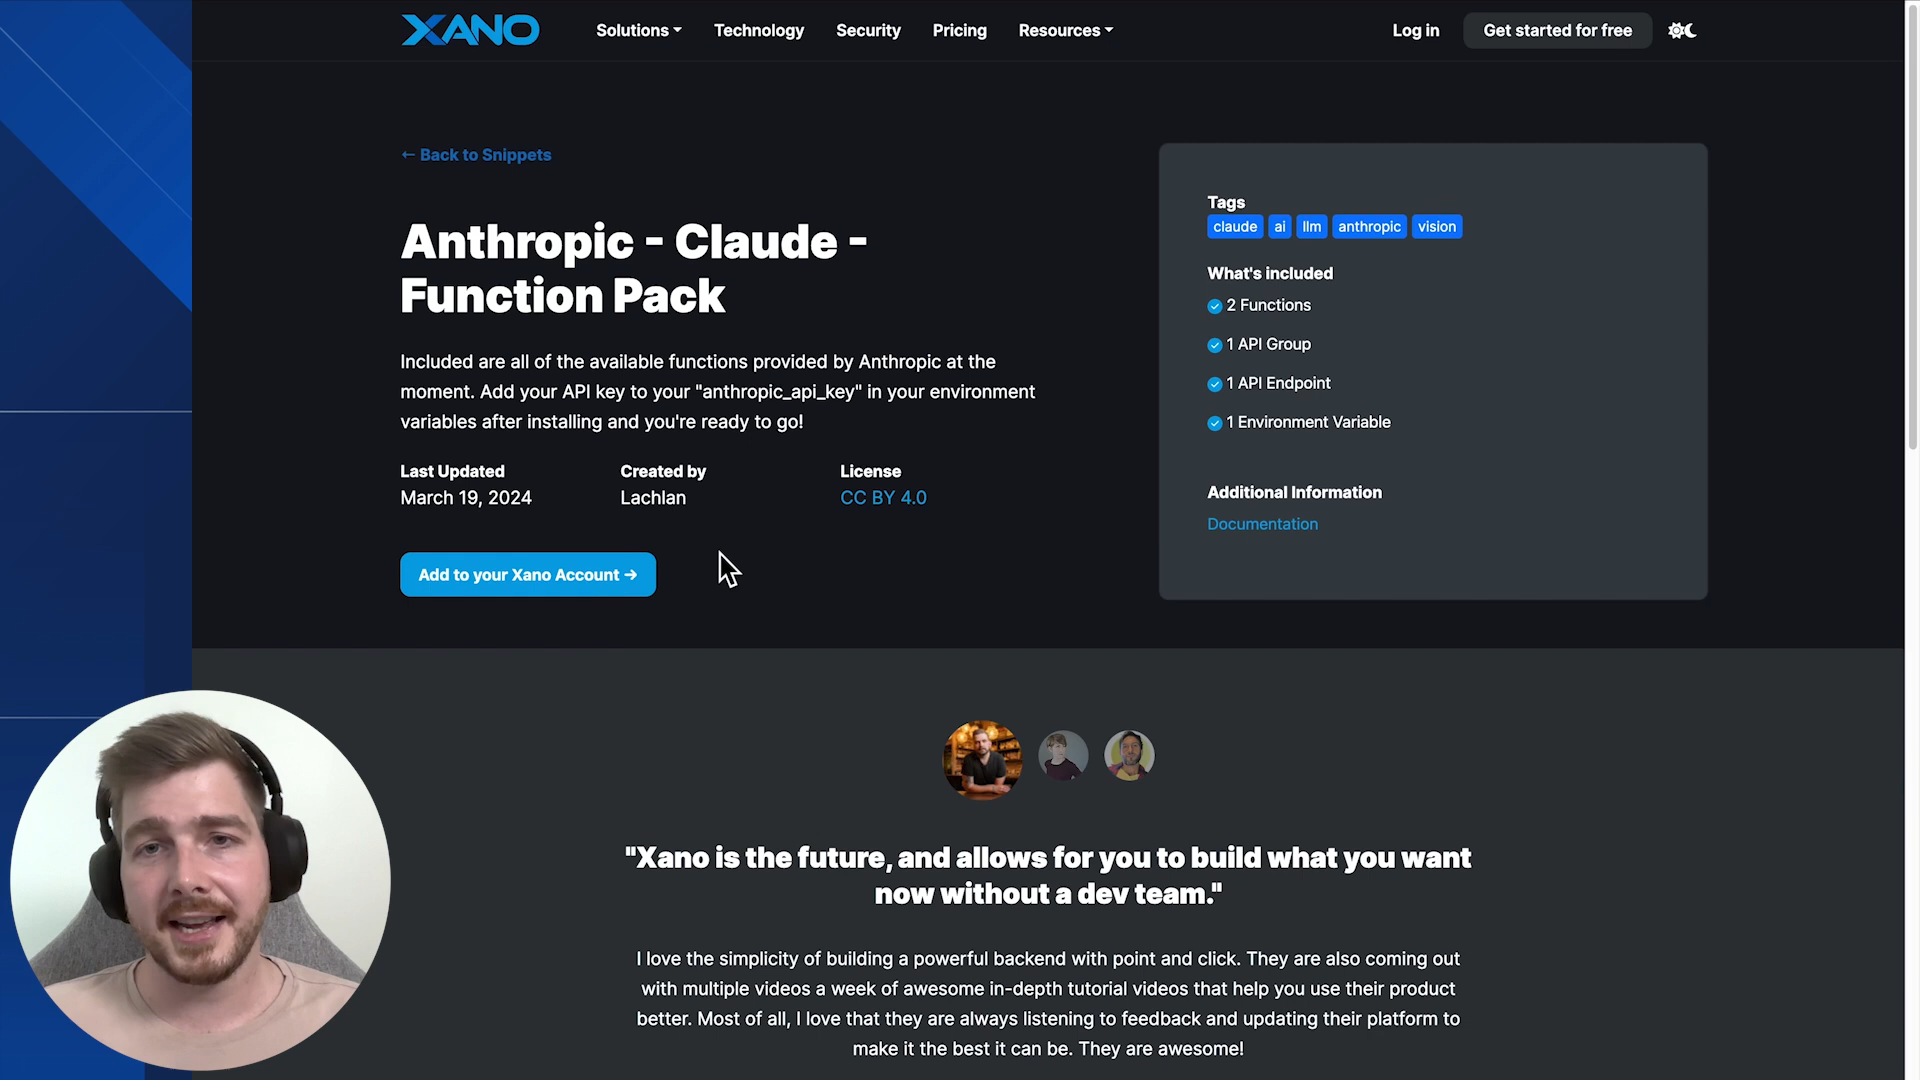 XANO
Solutions
Technology
Security
Pricing
Resources
Log in
Get started for free
← Back to Snippets
Anthropic - Claude -
Function Pack
Included are all of the available functions provided by Anthropic at the
moment. Add your API key to your "anthropic_api_key" in your environment
variables after installing and you're ready to go!
Last Updated
March 19, 2024
Created by
Lachlan
License
CC BY 4.0
Add to your Xano Account →
Tags
claude ai llm anthropic vision
What's included
2 Functions
1 API Group
1 API Endpoint
1 Environment Variable
Additional Information
Documentation
"Xano is the future, and allows for you to build what you want
now without a dev team."
I love the simplicity of building a powerful backend with point and click. They are also coming out
with multiple videos a week of awesome in-depth tutorial videos that help you use their product
better. Most of all, I love that they are always listening to feedback and updating their platform to
make it the best it can be. They are awesome!